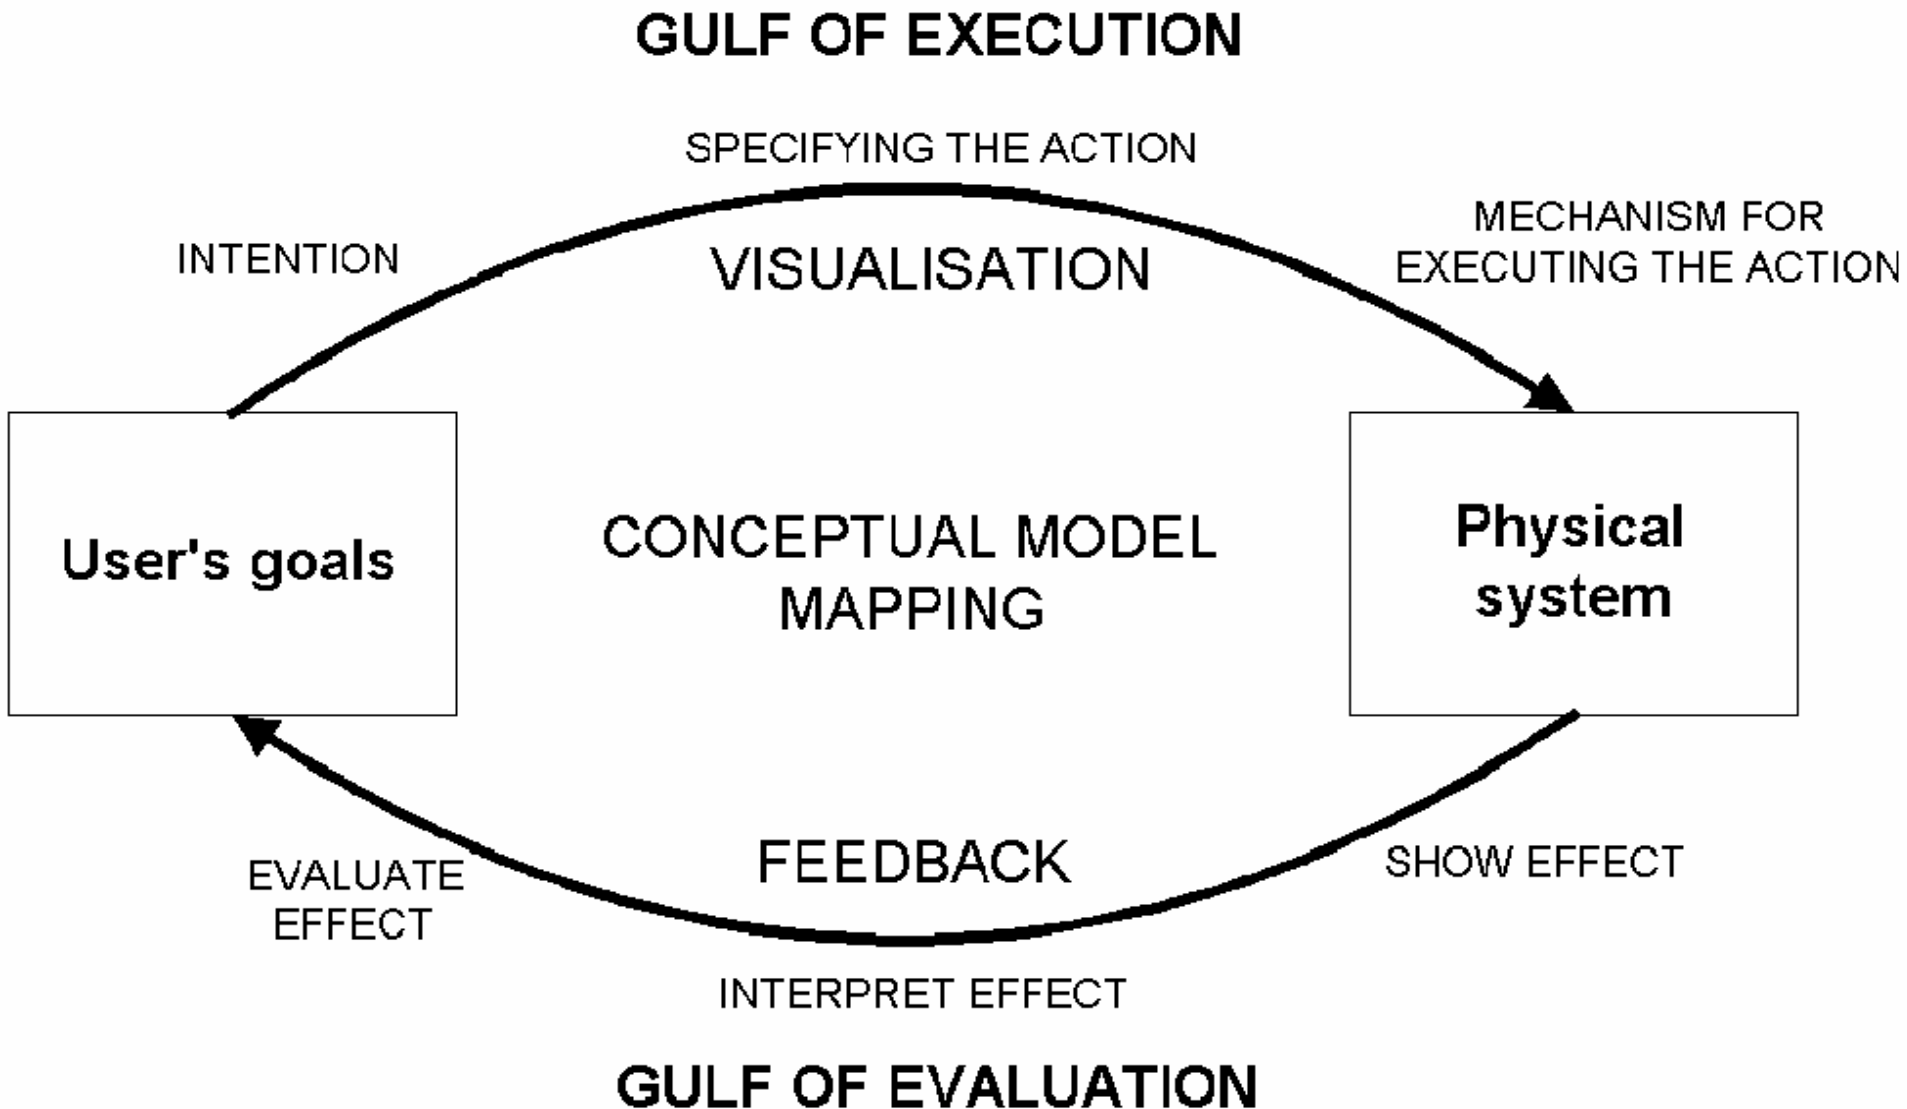 GULF OF EXECUTION
SPECIFYING THE ACTION
INTENTION
VISUALISATION
MECHANISM FOR
EXECUTING THE ACTION
User's goals
CONCEPTUAL MODEL
MAPPING
Physical
system
FEEDBACK
EVALUATE
EFFECT
SHOW EFFECT
INTERPRET EFFECT
GULF OF EVALUATION